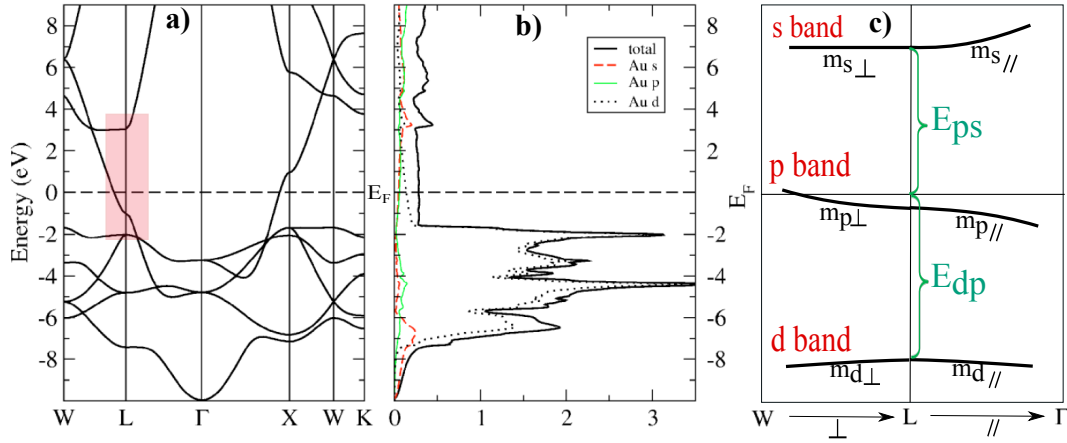 a)
Energy (eV)
8
6
4
2
0
-2
-4
-6
-8
W L Γ X W K
E_F
b)
total
Au s
Au p
Au d
0 1 2 3
8
6
4
2
0
-2
-4
-6
-8
c)
s band
m_s⊥ m_s//
E_ps
p band
E_F
m_p⊥ m_p//
E_dp
d band
m_d⊥ m_d//
W L Γ
⊥ //